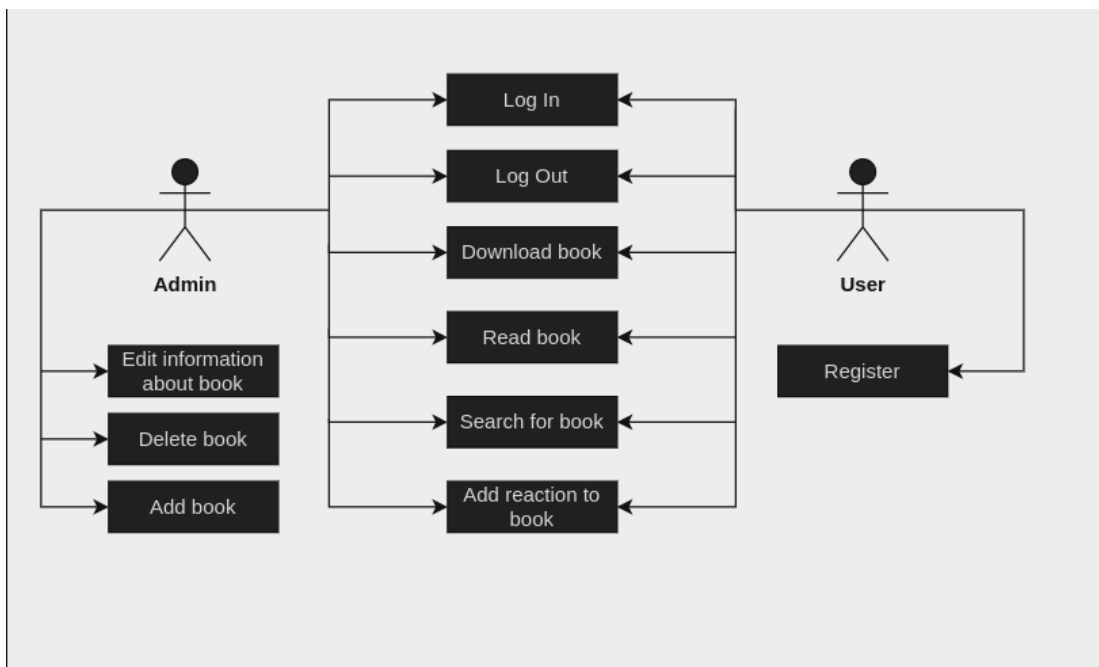 Log In
Log Out
Download book
Admin
User
Read book
Edit information
about book
Register
Search for book
Delete book
Add reaction to
book
Add book